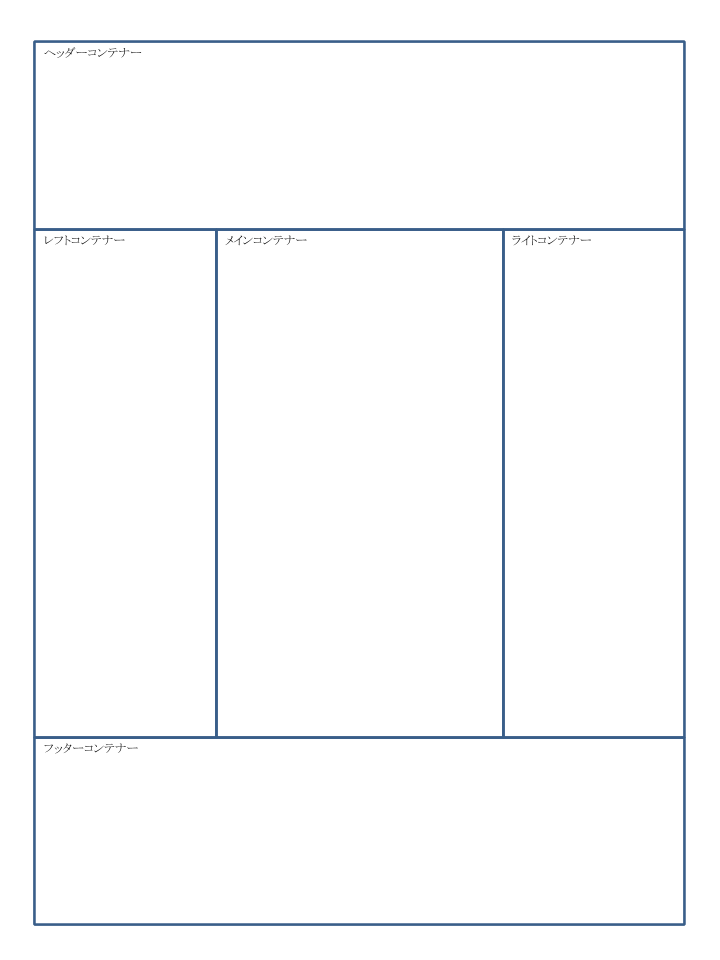 ヘッダーコンテナー
レフトコンテナー
メインコンテナー
ライトコンテナー
フッターコンテナー